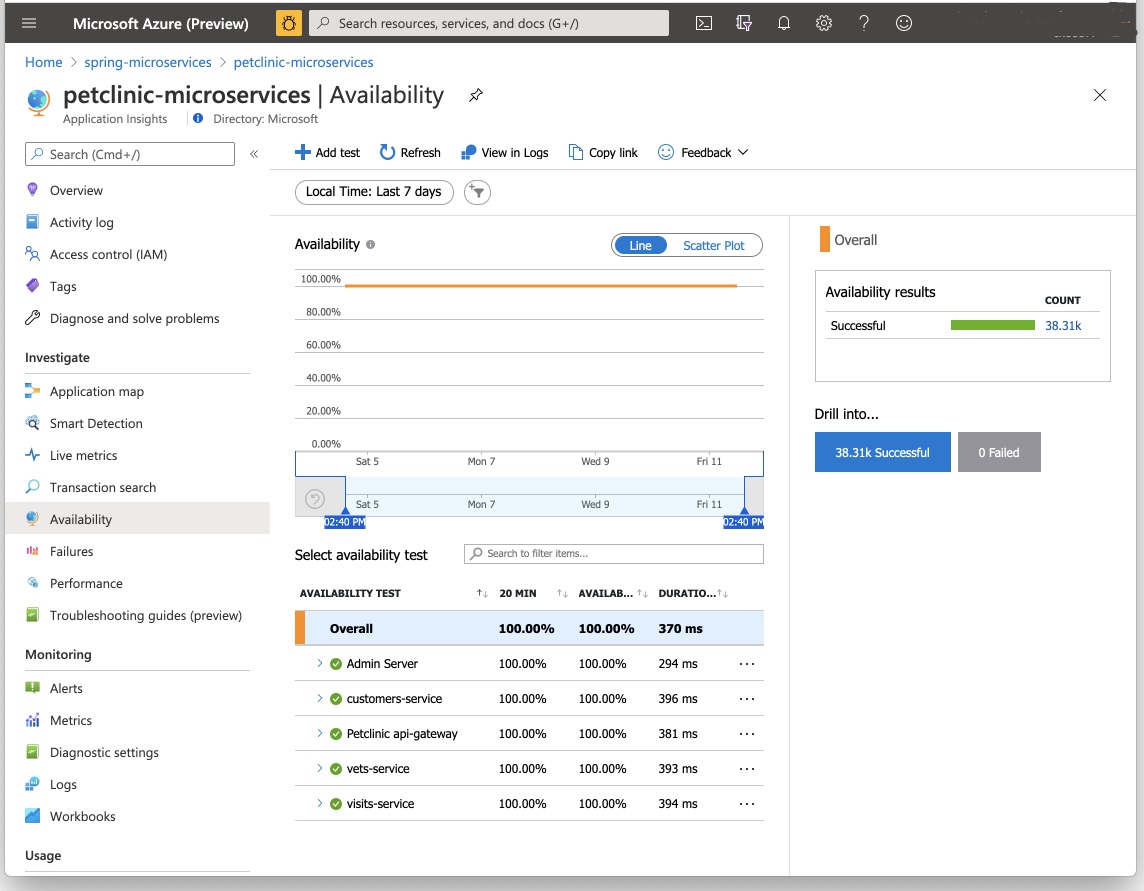 Microsoft Azure (Preview)
Search resources, services, and docs (G+/)
Home > spring-microservices > petclinic-microservices
petclinic-microservices | Availability
Application Insights
Directory: Microsoft
Search (Cmd+/)
«
Overview
Activity log
Access control (IAM)
Tags
Diagnose and solve problems
Investigate
Application map
Smart Detection
Live metrics
Transaction search
Availability
Failures
Performance
Troubleshooting guides (preview)
Monitoring
Alerts
Metrics
Diagnostic settings
Logs
Workbooks
Usage
Add test
Refresh
View in Logs
Copy link
Feedback
Local Time: Last 7 days
Availability
Line
Scatter Plot
100.00%
80.00%
60.00%
40.00%
20.00%
0.00%
Sat 5 Mon 7 Wed 9 Fri 11
Sat 5 Mon 7 Wed 9 Fri 11
02:40 PM 02:40 PM
Select availability test
Search to filter items...
AVAILABILITY TEST 20 MIN AVAILAB... DURATIO...
Overall 100.00% 100.00% 370 ms
Admin Server 100.00% 100.00% 294 ms ...
customers-service 100.00% 100.00% 396 ms ...
Petclinic api-gateway 100.00% 100.00% 381 ms ...
vets-service 100.00% 100.00% 393 ms ...
visits-service 100.00% 100.00% 394 ms ...
Overall
Availability results
COUNT
Successful 38.31k
Drill into...
38.31k Successful
0 Failed